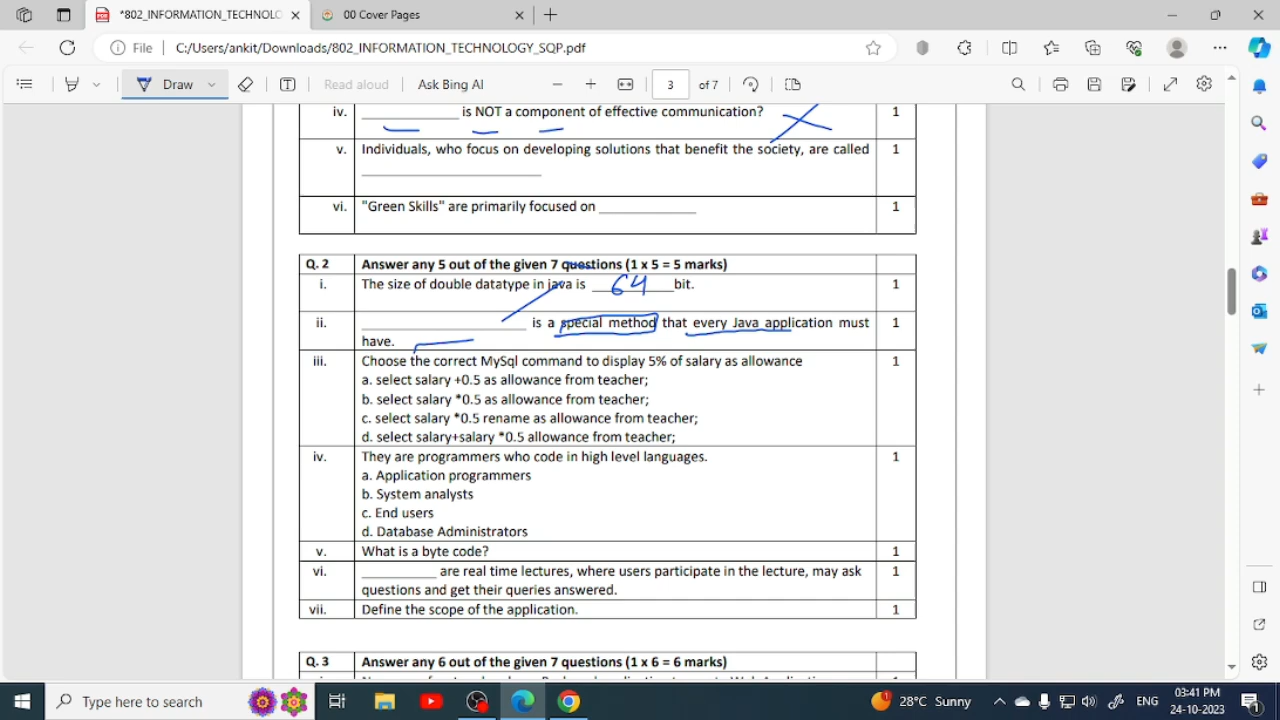 *802_INFORMATION_TECHNOLO
00 Cover Pages
File
C:/Users/ankit/Downloads/802_INFORMATION_TECHNOLOGY_SQP.pdf
Draw
Read aloud
Ask Bing AI
3
of 7
iv. ____________ is NOT a component of effective communication? 1
v. Individuals, who focus on developing solutions that benefit the society, are called 1
______________________
vi. "Green Skills" are primarily focused on ____________ 1
Q. 2 Answer any 5 out of the given 7 questions (1 x 5 = 5 marks)
i. The size of double datatype in java is 64 bit. 1
ii. ____________________ is a special method that every Java application must 1
have.
iii. Choose the correct MySql command to display 5% of salary as allowance 1
a. select salary +0.5 as allowance from teacher;
b. select salary *0.5 as allowance from teacher;
c. select salary *0.5 rename as allowance from teacher;
d. select salary+salary *0.5 allowance from teacher;
iv. They are programmers who code in high level languages. 1
a. Application programmers
b. System analysts
c. End users
d. Database Administrators
v. What is a byte code? 1
vi. _________ are real time lectures, where users participate in the lecture, may ask 1
questions and get their queries answered.
vii. Define the scope of the application. 1
Q. 3 Answer any 6 out of the given 7 questions (1 x 6 = 6 marks)
Type here to search
1
28°C Sunny
ENG
03:41 PM
24-10-2023
1